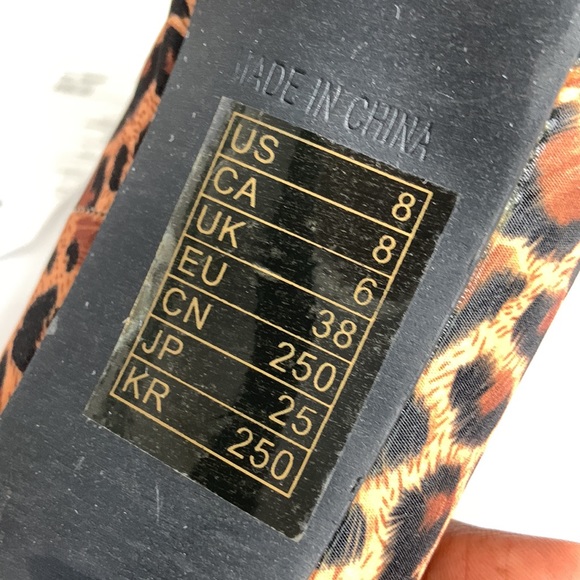 MADE IN CHINA
US 8
CA 8
UK 6
EU 38
CN 250
JP 25
KR 250